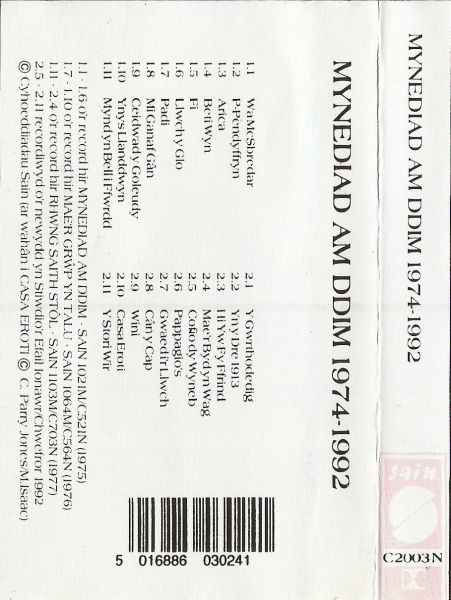 MYNEDIAD AM DDIM 1974-1992
sain
C2003N
MYNEDIAD AM DDIM 1974-1992
1.1 Wa McSbredar
1.2 P-Pendyffryn
1.3 Arica
1.4 Beti Wyn
1.5 Fi
1.6 Llwch y Glo
1.7 Padi
1.8 Mi Ganaf Gân
1.9 Ceidwad y Goleudy
1.10 Ynys Llanddwyn
1.11 Mynd yn Bell i Ffwrdd
2.1 Y Gwrthodedig
2.2 Yn y Dre 1913
2.3 Hi Yw Fy Ffrind
2.4 Mae'r Byd yn Wag
2.5 Cofio dy Wyneb
2.6 Pappagio's
2.7 Gwaed i'r Llwch
2.8 Cân y Cap
2.9 Wini
2.10 Casa Eroti
2.11 Y Stori Wir
1.1 - 1.6 o'r record hir MYNEDIAD AM DDIM - SAIN 1021M/C521N (1975)
1.7 - 1.10 o'r record hir MAE'R GRWP YN TALU - SAIN 1064M/C564N (1976)
1.11 - 2.4 o'r record hir RHWNG SAITH STÔL - SAIN 1103M/C703N (1977)
2.5 - 2.11 recordiwyd o'r newydd yn Stiwdio'r Efail Ionawr/Chwefror 1992
© Cyhoeddiadau Sain (ar wahân i CASA EROTI © C. Parry Jones/M.Isaac)
5 016886 030241